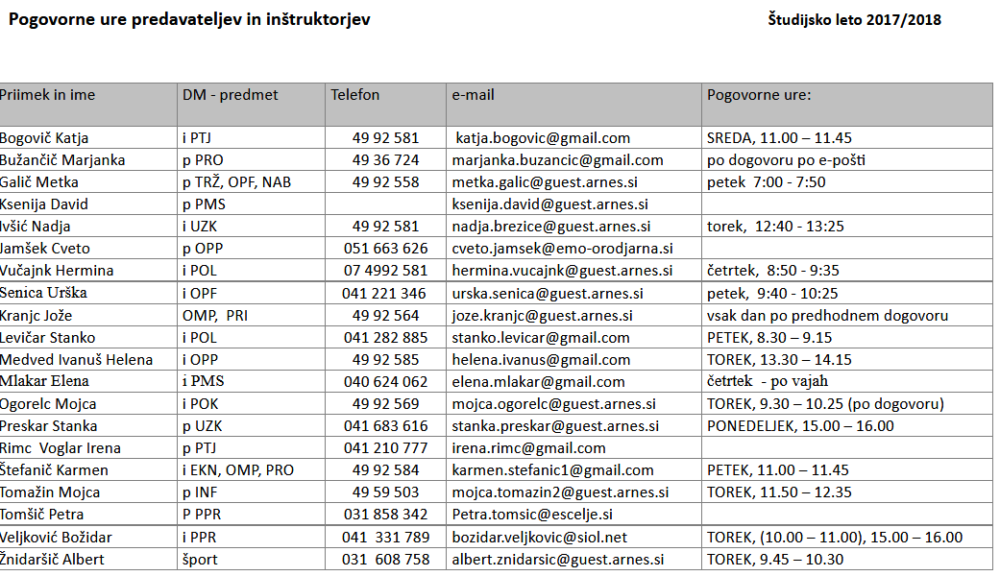 Pogovorne ure predavateljev in inštruktorjev Študijsko leto 2017/2018
Priimek in ime DM - predmet Telefon e-mail Pogovorne ure:
Bogovič Katja i PTJ 49 92 581 katja.bogovic@gmail.com SREDA, 11.00 – 11.45
Bužančič Marjanka p PRO 49 36 724 marjanka.buzancic@gmail.com po dogovoru po e-pošti
Galič Metka p TRŽ, OPF, NAB 49 92 558 metka.galic@guest.arnes.si petek 7:00 - 7:50
Ksenija David p PMS ksenija.david@guest.arnes.si
Ivšić Nadja i UZK 49 92 581 nadja.brezice@guest.arnes.si torek, 12:40 - 13:25
Jamšek Cveto p OPP 051 663 626 cveto.jamsek@emo-orodjarna.si
Vučajnk Hermina i POL 07 4992 581 hermina.vucajnk@guest.arnes.si četrtek, 8:50 - 9:35
Senica Urška i OPF 041 221 346 urska.senica@guest.arnes.si petek, 9:40 - 10:25
Kranjc Jože OMP, PRI 49 92 564 joze.kranjc@guest.arnes.si vsak dan po predhodnem dogovoru
Levičar Stanko i POL 041 282 885 stanko.levicar@gmail.com PETEK, 8.30 – 9.15
Medved Ivanuš Helena i OPP 49 92 585 helena.ivanus@gmail.com TOREK, 13.30 – 14.15
Mlakar Elena i PMS 040 624 062 elena.mlakar@gmail.com četrtek - po vajah
Ogorelc Mojca i POK 49 92 569 mojca.ogorelc@guest.arnes.si TOREK, 9.30 – 10.25 (po dogovoru)
Preskar Stanka p UZK 041 683 616 stanka.preskar@guest.arnes.si PONEDELJEK, 15.00 – 16.00
Rimc Voglar Irena p PTJ 041 210 777 irena.rimc@gmail.com
Štefanič Karmen i EKN, OMP, PRO 49 92 584 karmen.stefanic1@gmail.com PETEK, 11.00 – 11.45
Tomažin Mojca p INF 49 59 503 mojca.tomazin2@guest.arnes.si TOREK, 11.50 – 12.35
Tomšič Petra P PPR 031 858 342 Petra.tomsic@escelje.si
Veljković Božidar i PPR 041 331 789 bozidar.veljkovic@siol.net TOREK, (10.00 – 11.00), 15.00 – 16.00
Žnidaršič Albert šport 031 608 758 albert.znidarsic@guest.arnes.si TOREK, 9.45 – 10.30